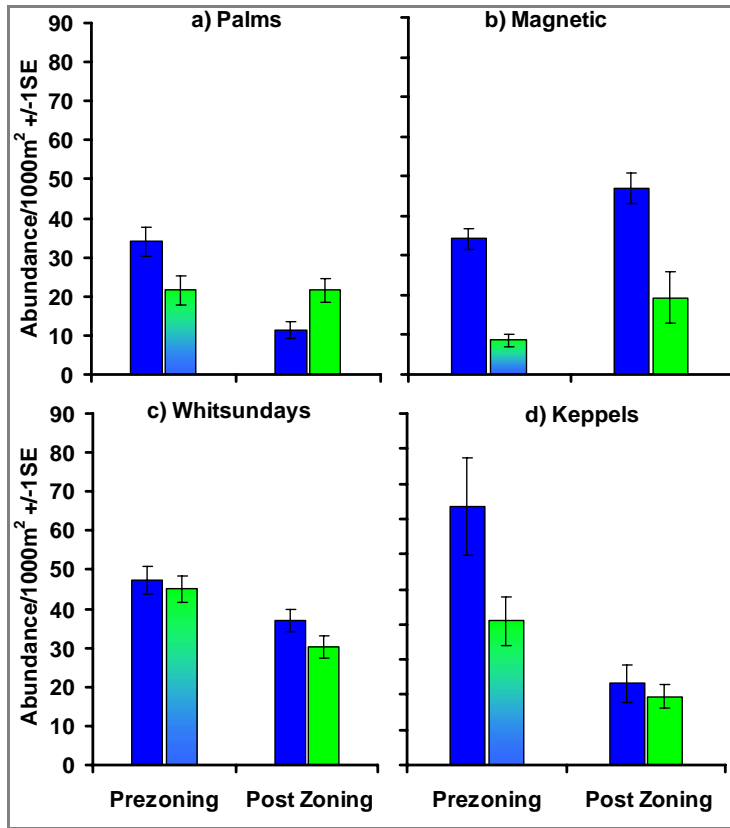 a) Palms
b) Magnetic
Abundance/1000m² +/-1SE
90
80
70
60
50
40
30
20
10
0
c) Whitsundays
d) Keppels
Abundance/1000m² +/-1SE
90
80
70
60
50
40
30
20
10
0
Prezoning Post Zoning Prezoning Post Zoning